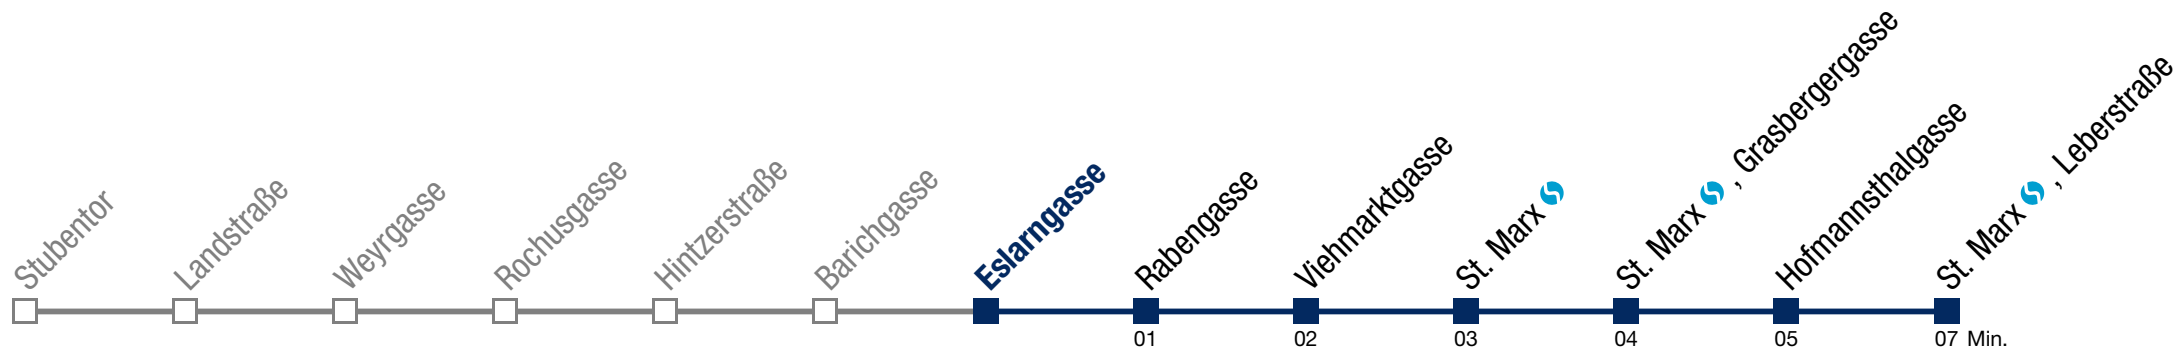 Stubentor
Landstraße
Weyrgasse
Rochusgasse
Hintzerstraße
Barichgasse
Eslarngasse
Rabengasse
Viehmarktgasse
St. Marx
St. Marx , Grasbergergasse
Hofmannsthalgasse
St. Marx , Leberstraße
01 02 03 04 05 07 Min.